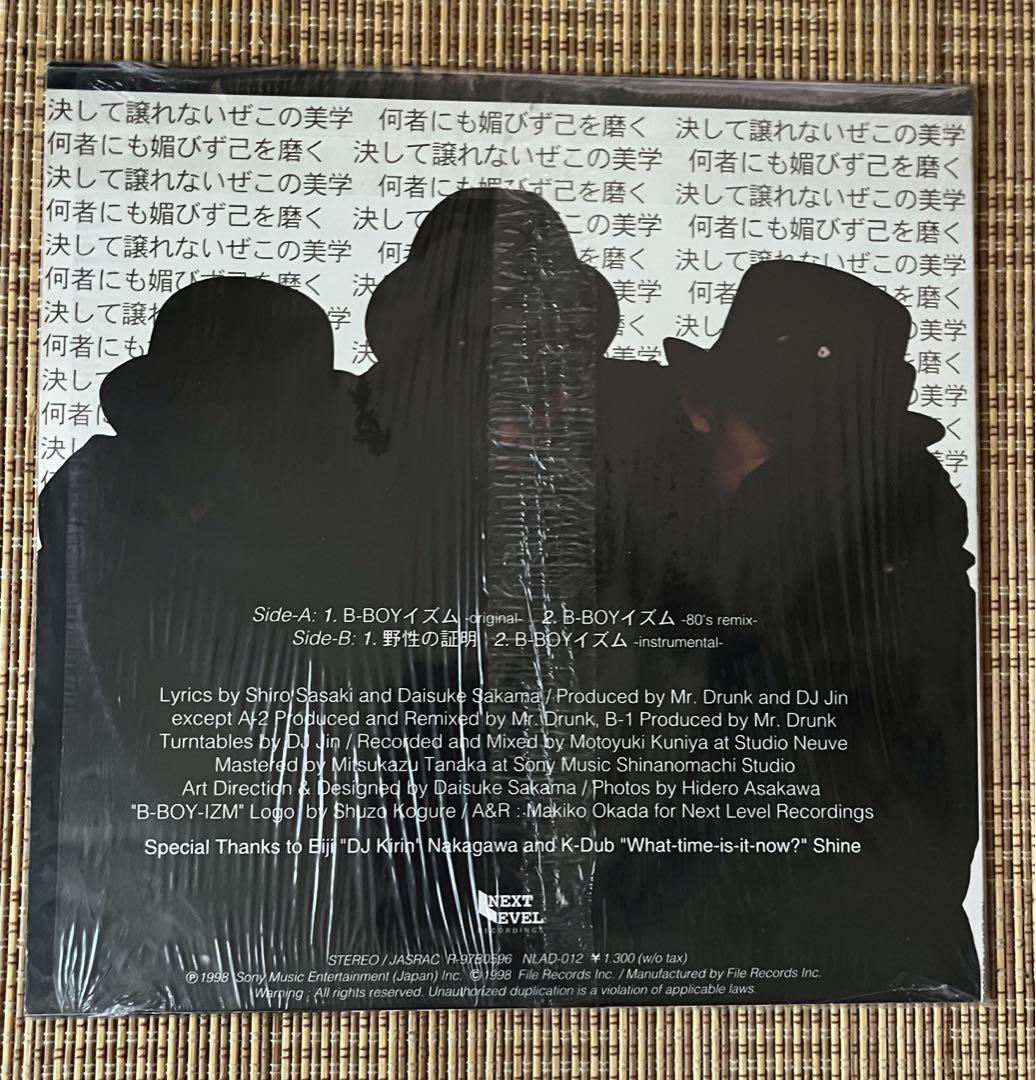 決して譲れないぜこの美学 何者にも媚びず己を磨く 決して譲れないぜこの美学
何者にも媚びず己を磨く 決して譲れないぜこの美学 何者にも媚びず己を磨く
決して譲れないぜこの美学 何者に びず己を磨く 決して譲れないぜこの美学
何者にも媚びず己を磨く 決して この美学 何者にも媚びず己を磨く
決して譲れないぜこの美学 何者 を磨く 決して譲れないぜこの美学
何者にも媚び 磨く 決 美学 何者 を磨く
決して譲 学 磨く 決し の美学
何者にも 決 美学 磨く
決し の美学
何者に く
決し 美学
Side-A: 1. B-BOYイズム -original- 2. B-BOYイズム -80's remix-
Side-B: 1. 野性の証明 2. B-BOYイズム -instrumental-
Lyrics by Shiro Sasaki and Daisuke Sakama / Produced by Mr. Drunk and DJ Jin
except A-2 Produced and Remixed by Mr. Drunk, B-1 Produced by Mr. Drunk
Turntables by DJ Jin / Recorded and Mixed by Motoyuki Kuniya at Studio Neuve
Mastered by Mitsukazu Tanaka at Sony Music Shinanomachi Studio
Art Direction & Designed by Daisuke Sakama / Photos by Hidero Asakawa
"B-BOY-IZM" Logo by Shuzo Kogure / A&R : Makiko Okada for Next Level Recordings
Special Thanks to Eiji "DJ Kirin" Nakagawa and K-Dub "What-time-is-it-now?" Shine
NEXT
LEVEL
RECORDINGS
STEREO / JASRAC R-97B0596 NLAD-012 ¥1.300 (w/o tax)
Ⓟ1998 Sony Music Entertainment (Japan) Inc. ©1998 File Records Inc. / Manufactured by File Records Inc.
Warning : All rights reserved. Unauthorized duplication is a violation of applicable laws.